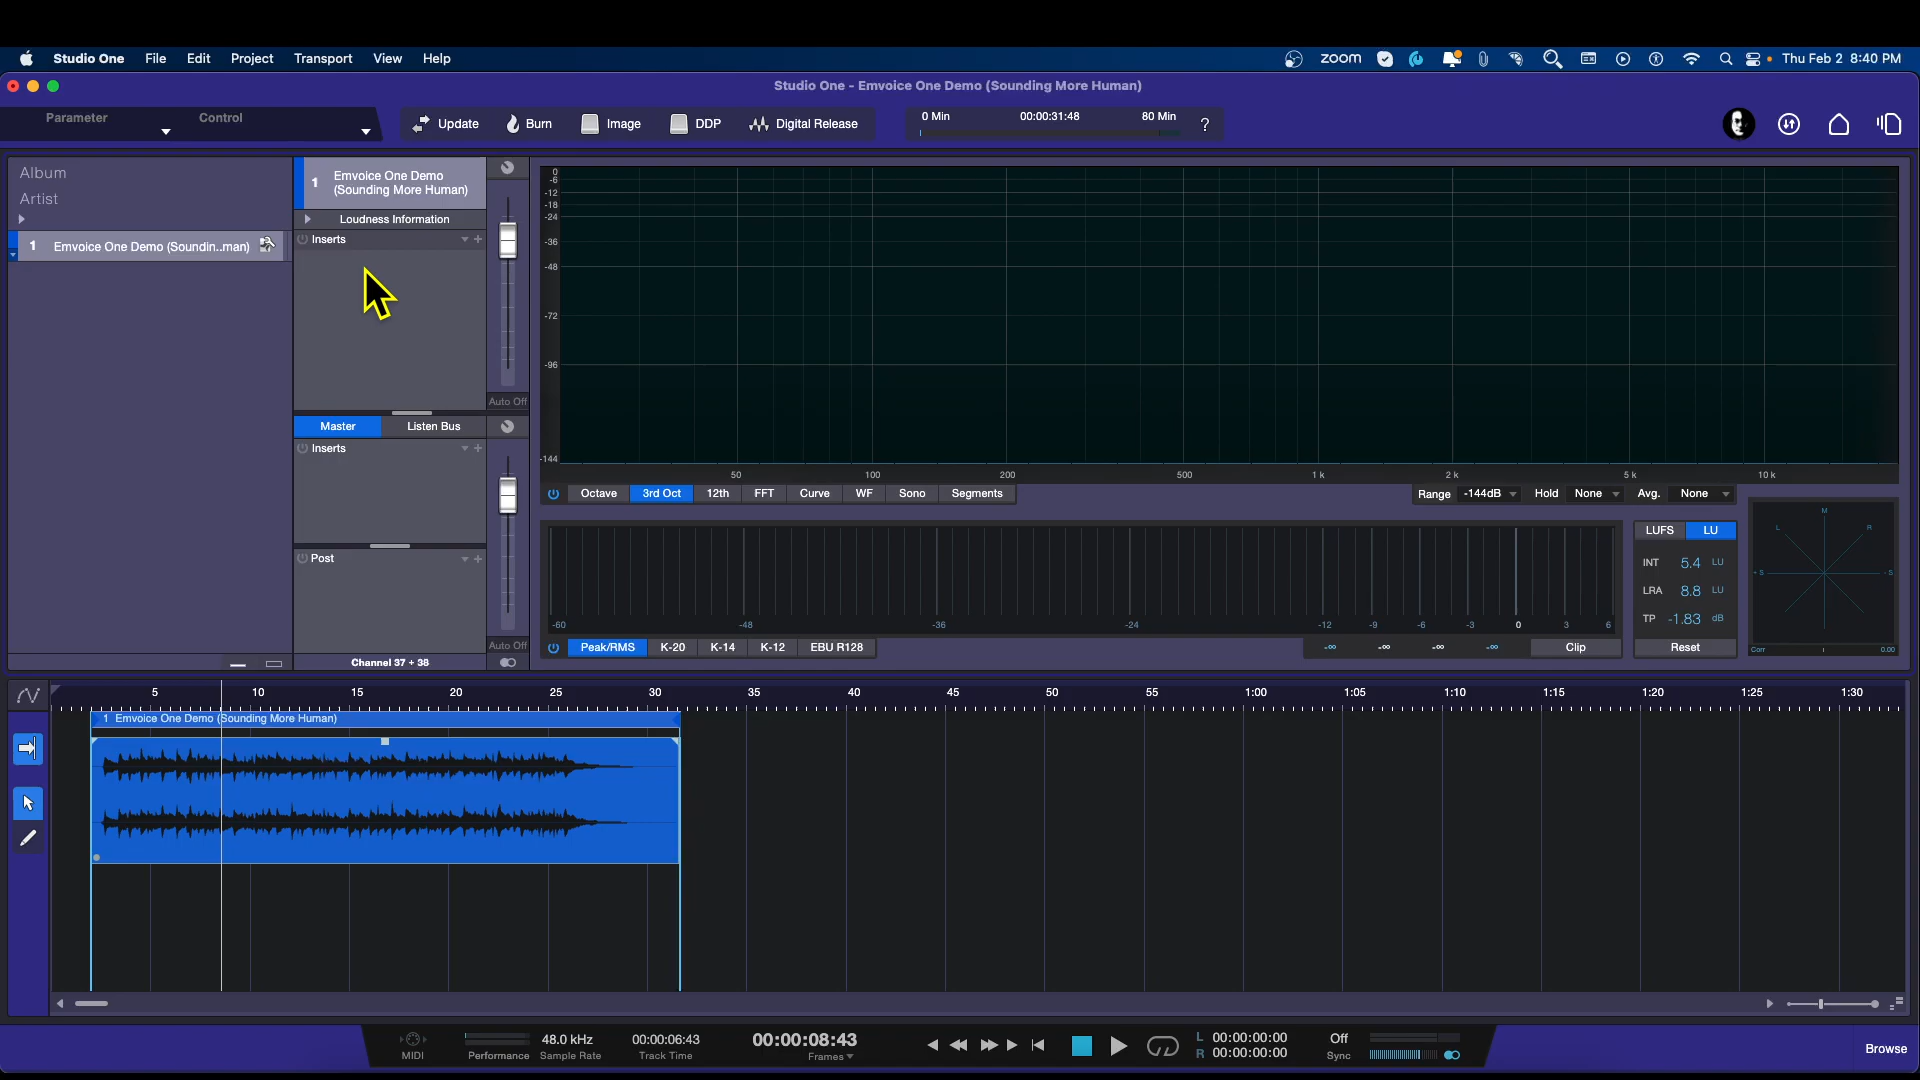 Studio One File Edit Project Transport View Help zoom Thu Feb 2 8:40 PM
Studio One - Emvoice One Demo (Sounding More Human)
Parameter Control Update Burn Image DDP Digital Release 0 Min 00:00:31:48 80 Min ?
Album
Artist
1 Emvoice One Demo (Soundin..man)
1 Emvoice One Demo
(Sounding More Human)
Loudness Information
Inserts
Auto Off
Master Listen Bus
Inserts
Post
Auto Off
Channel 37 + 38
0
-6
-12
-18
-24
-36
-48
-72
-96
-144
50 100 200 500 1k 2k 5k 10k
Octave 3rd Oct 12th FFT Curve WF Sono Segments Range -144dB Hold None Avg. None
-60 -48 -36 -24 -12 -9 -6 -3 0 3 6
Peak/RMS K-20 K-14 K-12 EBU R128 -∞ -∞ -∞ -∞ Clip
LUFS LU
INT 5.4 LU
LRA 8.8 LU
TP -1.83 dB
Reset
M
L R
+S -S
Corr 0.00
5 10 15 20 25 30 35 40 45 50 55 1:00 1:05 1:10 1:15 1:20 1:25 1:30
1 Emvoice One Demo (Sounding More Human)
MIDI
Performance
48.0 kHz
Sample Rate
00:00:06:43
Track Time
00:00:08:43
Frames
L 00:00:00:00
R 00:00:00:00
Off
Sync
Browse